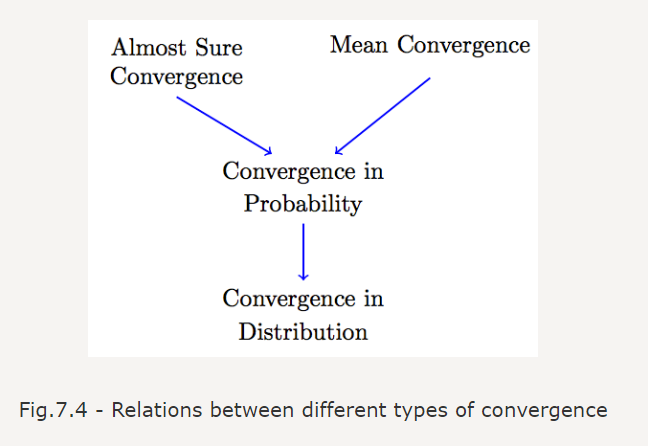 Almost Sure
Convergence
Mean Convergence
Convergence in
Probability
Convergence in
Distribution
Fig.7.4 - Relations between different types of convergence